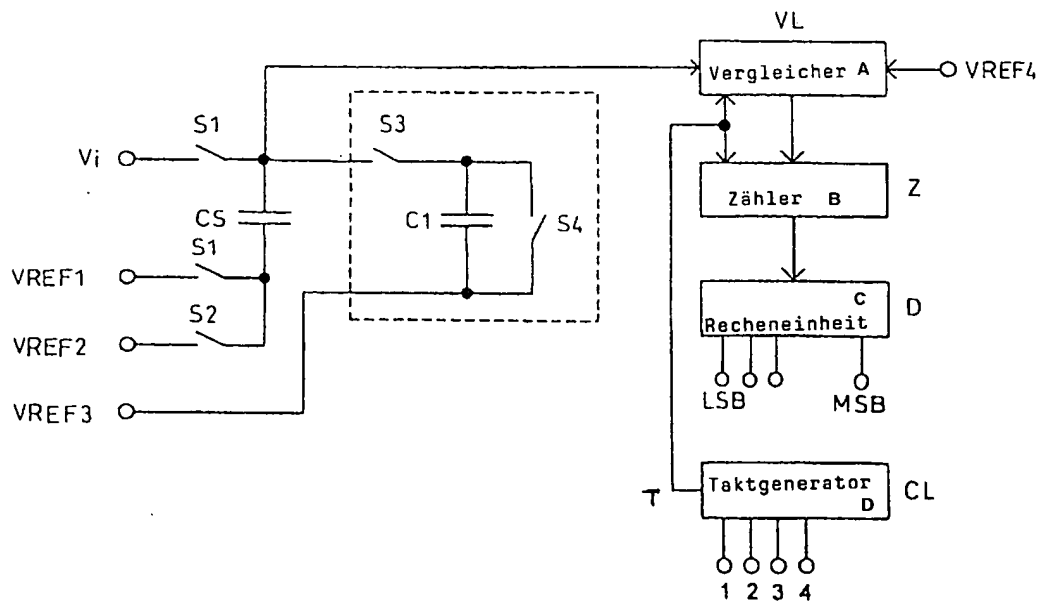 VL
Vergleicher A
VREF4
S1
S3
Vi
Zähler B
Z
CS
C1
S4
S1
VREF1
C
D
Recheneinheit
S2
VREF2
LSB
MSB
VREF3
Taktgenerator
CL
T
D
1 2 3 4